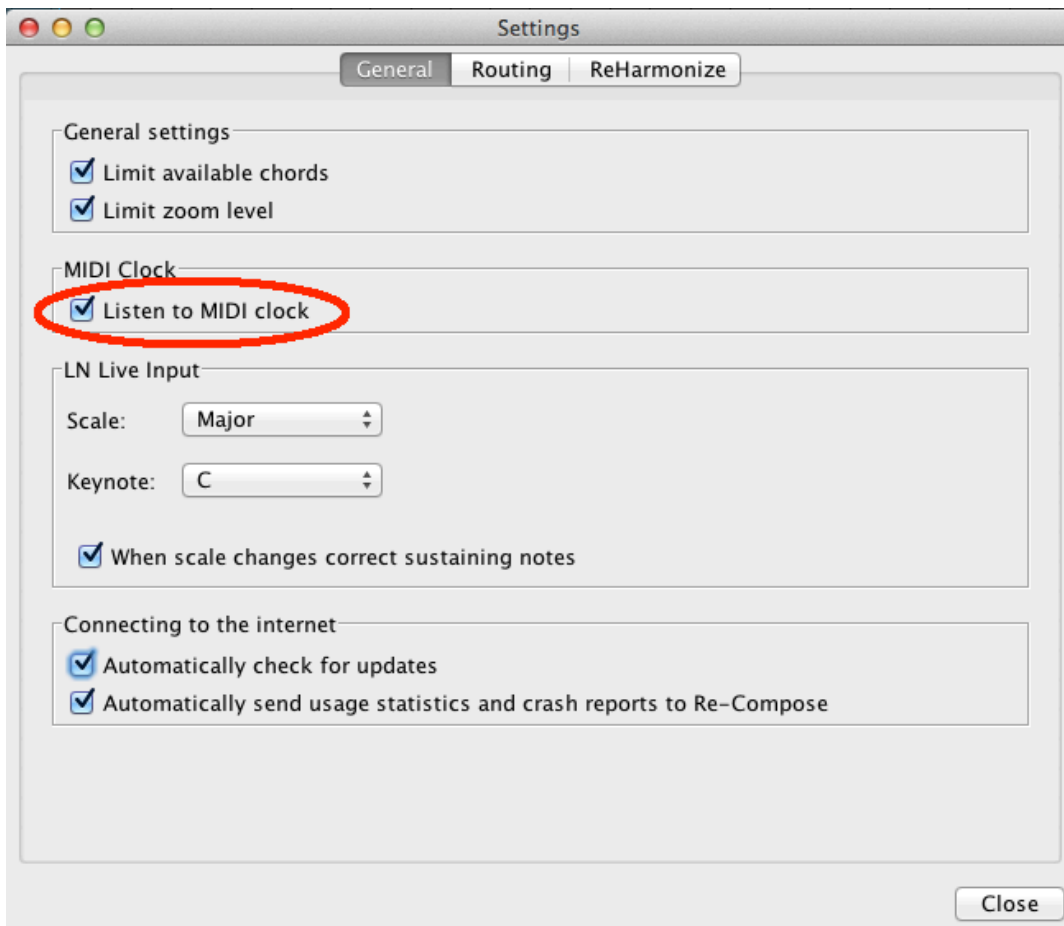 Settings
General Routing ReHarmonize
General settings
Limit available chords
Limit zoom level
MIDI Clock
Listen to MIDI clock
LN Live Input
Scale: Major
Keynote: C
When scale changes correct sustaining notes
Connecting to the internet
Automatically check for updates
Automatically send usage statistics and crash reports to Re-Compose
Close